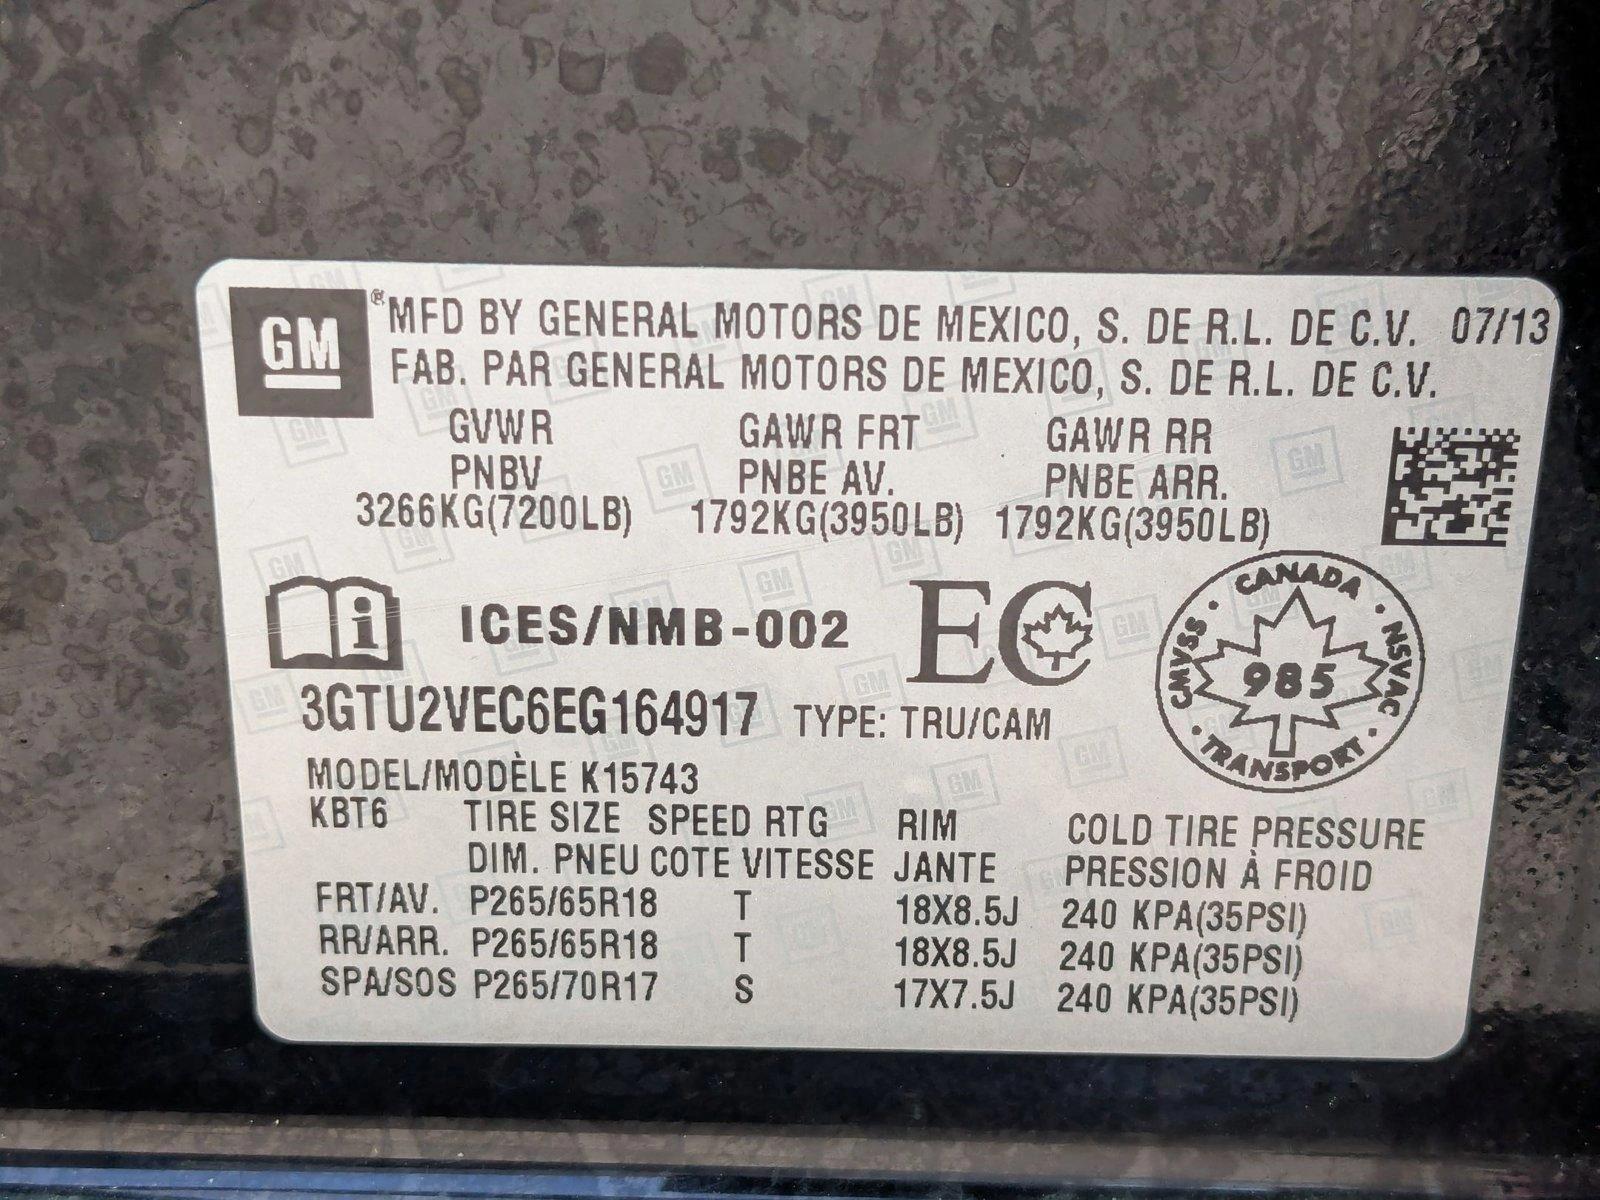 GM ® MFD BY GENERAL MOTORS DE MEXICO, S. DE R.L. DE C.V. 07/13
FAB. PAR GENERAL MOTORS DE MEXICO, S. DE R.L. DE C.V.
GVWR GAWR FRT GAWR RR
PNBV PNBE AV. PNBE ARR.
3266KG(7200LB) 1792KG(3950LB) 1792KG(3950LB)
i ICES/NMB-002 EC
CANADA
CMVSS · 985 · NSVAC
TRANSPORT
3GTU2VEC6EG164917 TYPE: TRU/CAM
MODEL/MODÈLE K15743
KBT6 TIRE SIZE SPEED RTG RIM COLD TIRE PRESSURE
DIM. PNEU COTE VITESSE JANTE PRESSION À FROID
FRT/AV. P265/65R18 T 18X8.5J 240 KPA(35PSI)
RR/ARR. P265/65R18 T 18X8.5J 240 KPA(35PSI)
SPA/SOS P265/70R17 S 17X7.5J 240 KPA(35PSI)